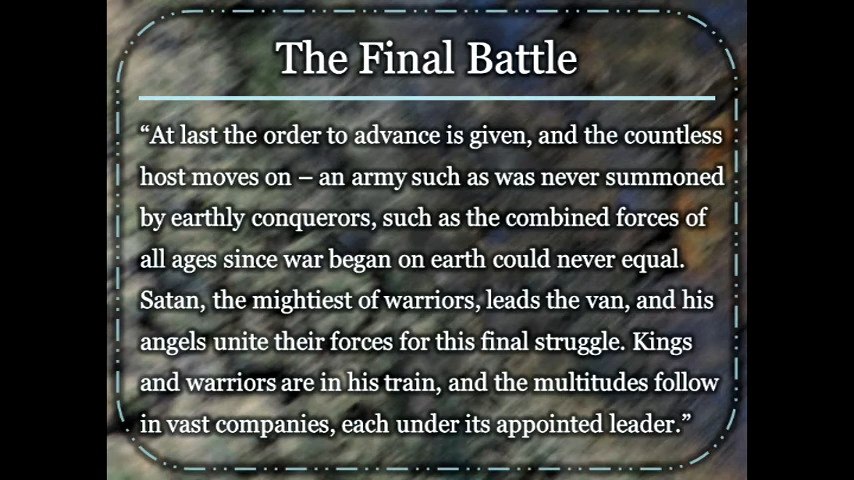 The Final Battle
“At last the order to advance is given, and the countless
host moves on – an army such as was never summoned
by earthly conquerors, such as the combined forces of
all ages since war began on earth could never equal.
Satan, the mightiest of warriors, leads the van, and his
angels unite their forces for this final struggle. Kings
and warriors are in his train, and the multitudes follow
in vast companies, each under its appointed leader.”